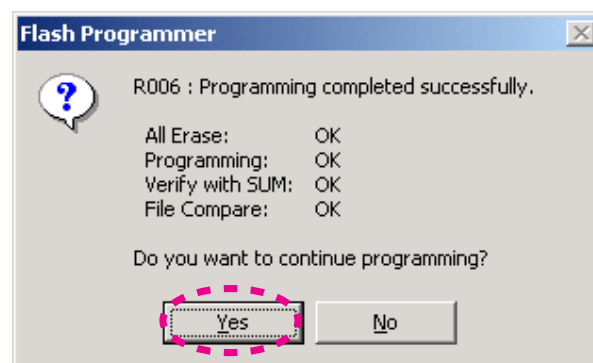 Flash Programmer
R006 : Programming completed successfully.
All Erase: OK
Programming: OK
Verify with SUM: OK
File Compare: OK
Do you want to continue programming?
Yes No